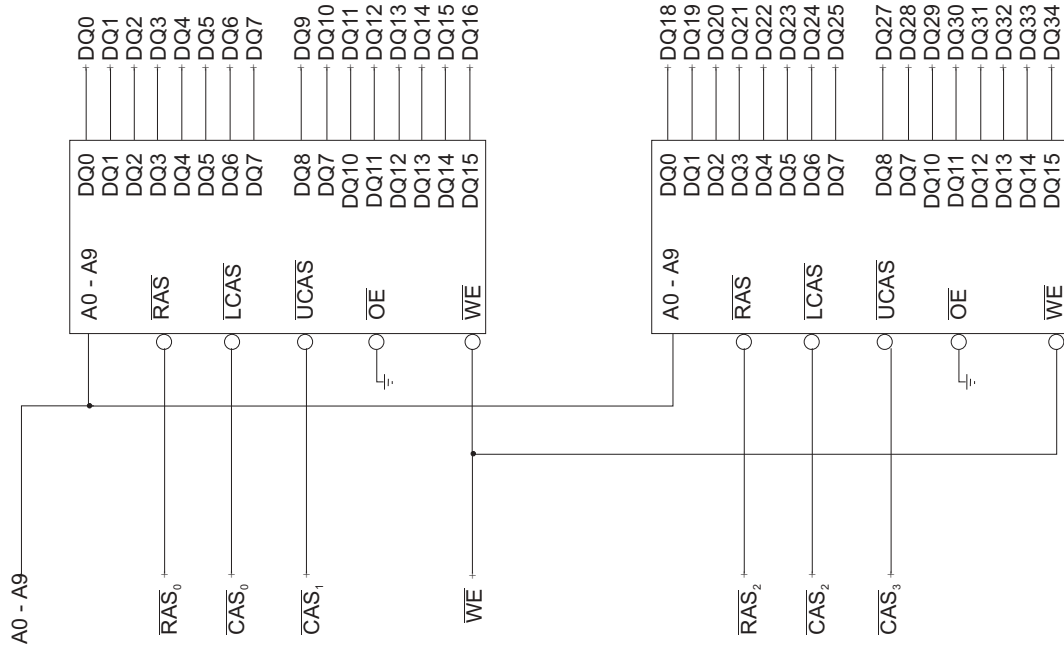 A0 - A9
A0 - A9
DQ0
DQ0
DQ1
DQ1
DQ2
DQ2
DQ3
DQ3
DQ4
DQ4
DQ5
DQ5
DQ6
DQ6
DQ7
DQ7
RAS₀
RAS
CAS₀
LCAS
CAS₁
UCAS
OE
WE
WE
DQ8
DQ9
DQ7
DQ10
DQ10
DQ11
DQ11
DQ12
DQ12
DQ13
DQ13
DQ14
DQ14
DQ15
DQ15
DQ16
A0 - A9
DQ0
DQ18
DQ1
DQ19
DQ2
DQ20
DQ3
DQ21
DQ4
DQ22
DQ5
DQ23
DQ6
DQ24
DQ7
DQ25
RAS₂
RAS
CAS₂
LCAS
CAS₃
UCAS
OE
WE
DQ8
DQ27
DQ7
DQ28
DQ10
DQ29
DQ11
DQ30
DQ12
DQ31
DQ13
DQ32
DQ14
DQ33
DQ15
DQ34